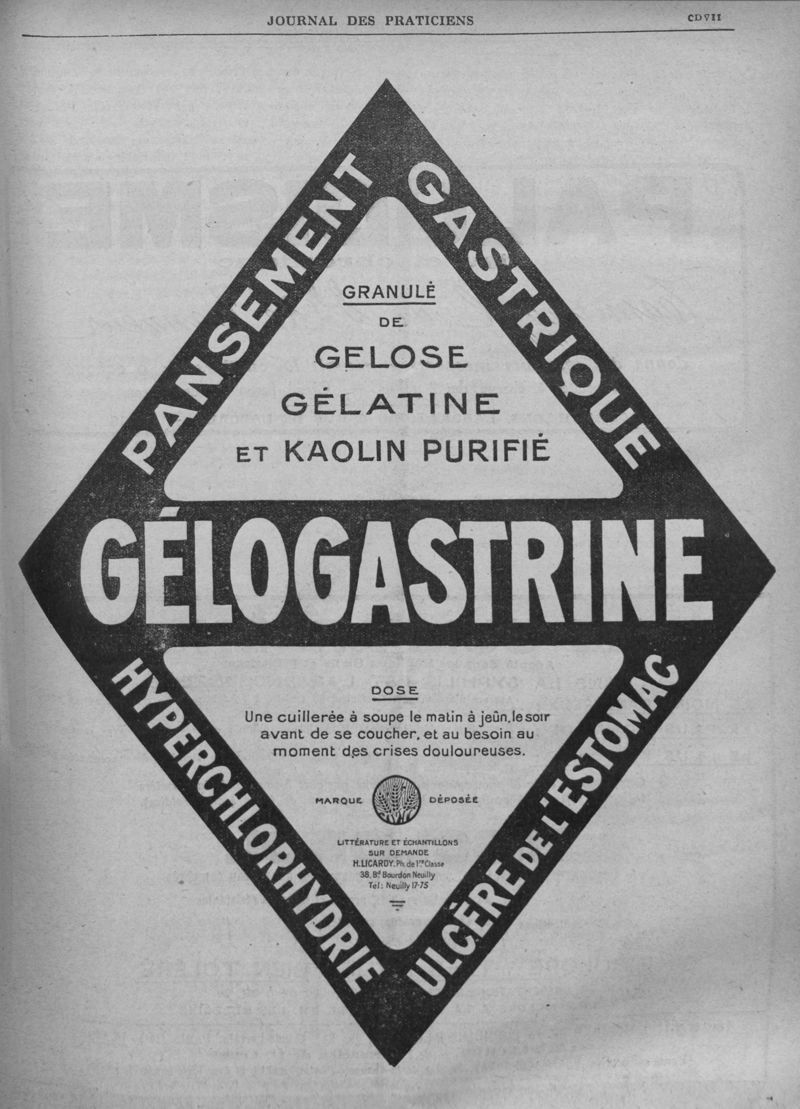 JOURNAL DES PRATICIENS
CDVII
PANSEMENT
GASTRIQUE
GRANULÉ
DE
GELOSE
GÉLATINE
ET KAOLIN PURIFIÉ
GÉLOGASTRINE
HYPERCHLORHYDRIE
ULCÈRE DE L'ESTOMAC
DOSE
Une cuillerée à soupe le matin à jeûn, le soir
avant de se coucher, et au besoin au
moment des crises douloureuses.
MARQUE DÉPOSÉE
LITTÉRATURE ET ÉCHANTILLONS
SUR DEMANDE
H. LICARDY. Ph. de 1re Classe
38, Bd Bourdon Neuilly
Tél: Neuilly 17-75